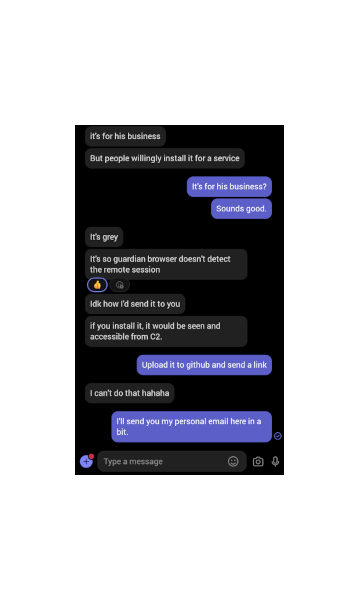 it's for his business
But people willingly install it for a service
It's for his business?
Sounds good.
It's grey
It's so guardian browser doesn't detect
the remote session
Idk how I'd send it to you
if you install it, it would be seen and
accessible from C2.
Upload it to github and send a link
I can't do that hahaha
I'll send you my personal email here in a
bit.
Type a message